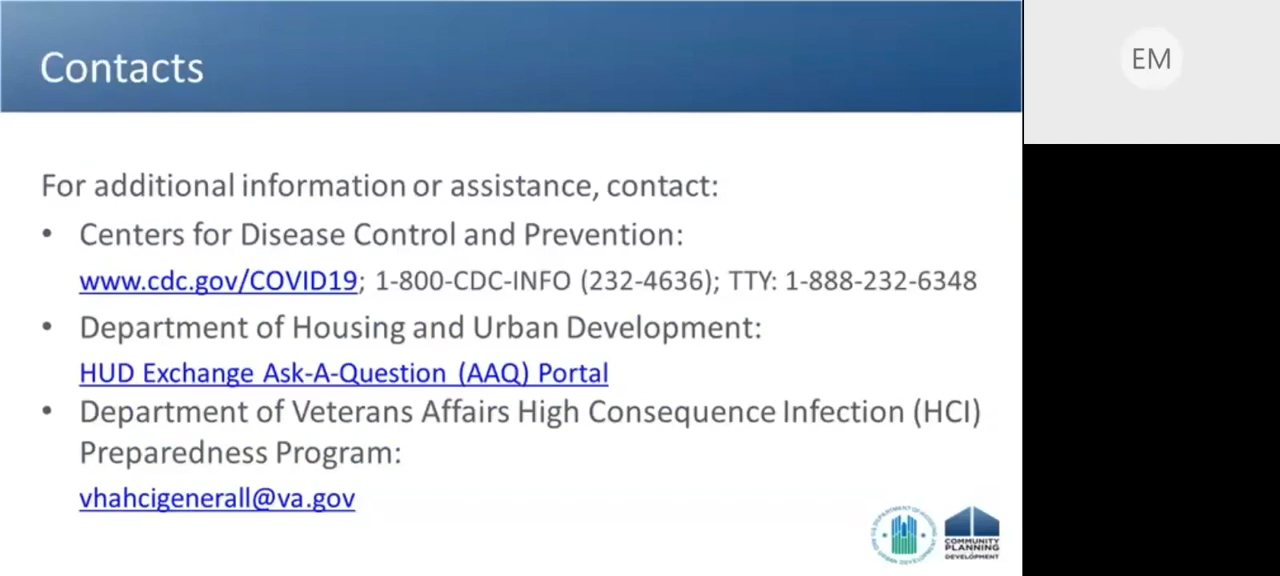 Contacts
EM
For additional information or assistance, contact:
• Centers for Disease Control and Prevention:
www.cdc.gov/COVID19; 1-800-CDC-INFO (232-4636); TTY: 1-888-232-6348
• Department of Housing and Urban Development:
HUD Exchange Ask-A-Question (AAQ) Portal
• Department of Veterans Affairs High Consequence Infection (HCI)
Preparedness Program:
vhahcigenerall@va.gov
COMMUNITY
PLANNING
DEVELOPMENT